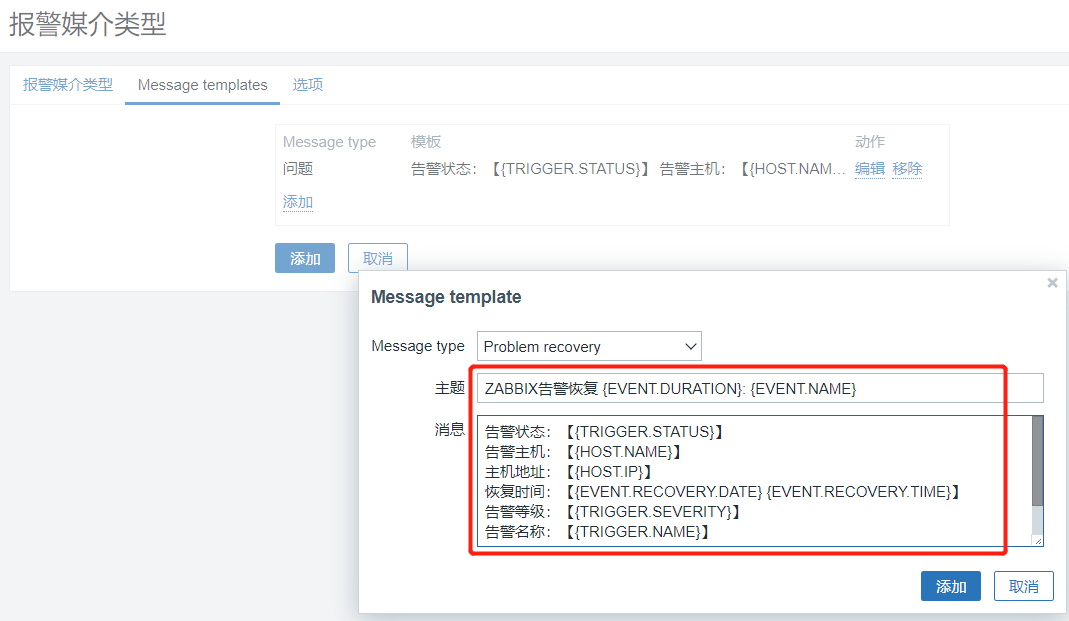 报警媒介类型
报警媒介类型 Message templates 选项
Message type 模板 动作
问题 告警状态：【{TRIGGER.STATUS}】 告警主机：【{HOST.NAM... 编辑 移除
添加
添加 取消
Message template
Message type Problem recovery
主题 ZABBIX告警恢复 {EVENT.DURATION}: {EVENT.NAME}
消息 告警状态：【{TRIGGER.STATUS}】
告警主机：【{HOST.NAME}】
主机地址：【{HOST.IP}】
恢复时间：【{EVENT.RECOVERY.DATE} {EVENT.RECOVERY.TIME}】
告警等级：【{TRIGGER.SEVERITY}】
告警名称：【{TRIGGER.NAME}】
添加 取消